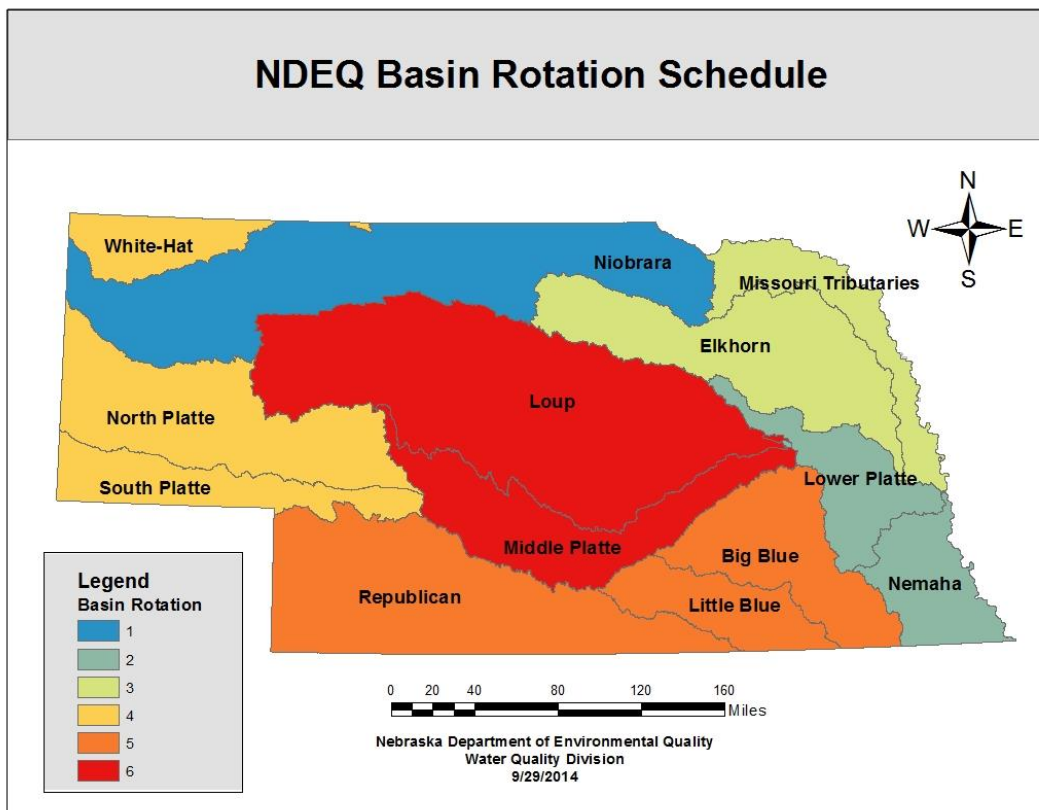 NDEQ Basin Rotation Schedule
N
W
E
S
White-Hat
Niobrara
Missouri Tributaries
Elkhorn
Loup
North Platte
South Platte
Lower Platte
Middle Platte
Big Blue
Republican
Little Blue
Nemaha
Legend
Basin Rotation
1
2
3
4
5
6
0 20 40 80 120 160
Miles
Nebraska Department of Environmental Quality
Water Quality Division
9/29/2014